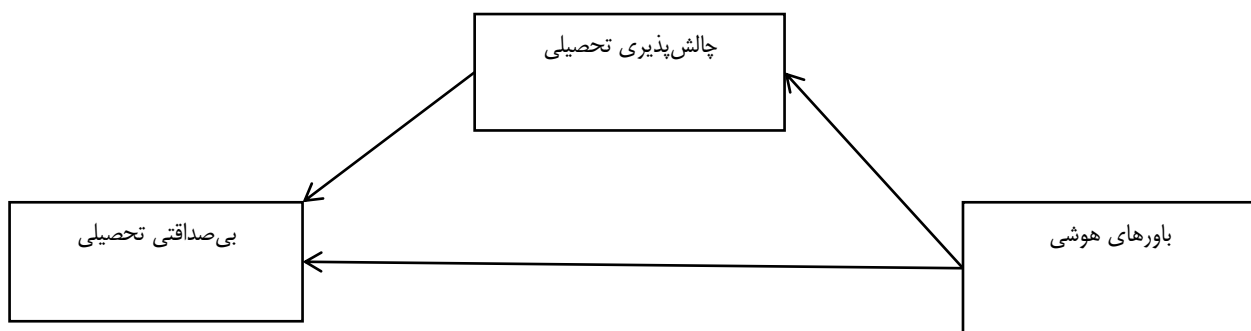 چالش‌پذیری تحصیلی
باورهای هوشی
بی‌صداقتی تحصیلی